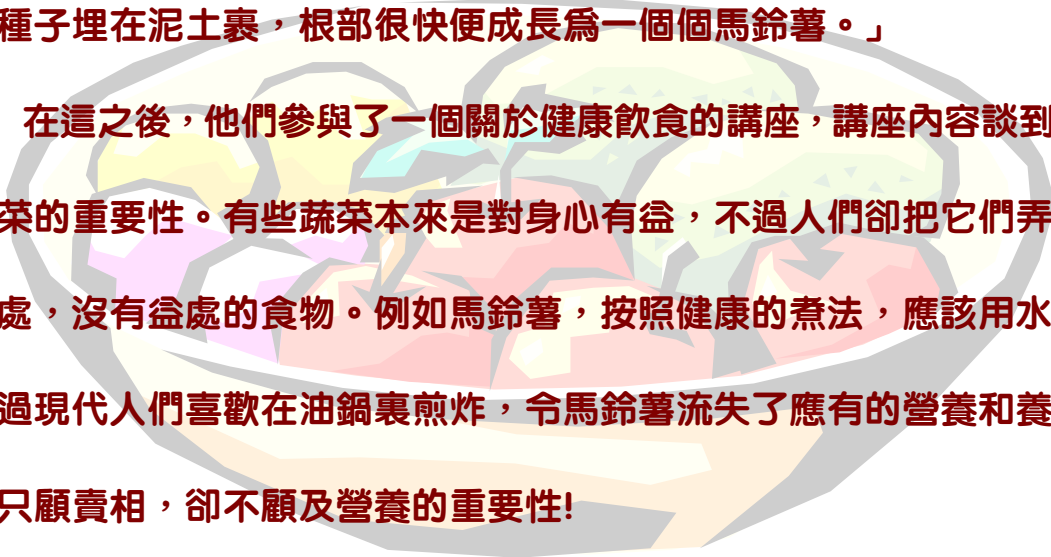 種子埋在泥土裹，根部很快便成長為一個個馬鈴薯。」
在這之後，他們參與了一個關於健康飲食的講座，講座內容談到
菜的重要性。有些蔬菜本來是對身心有益，不過人們卻把它們弄
處，沒有益處的食物。例如馬鈴薯，按照健康的煮法，應該用水
過現代人們喜歡在油鍋裏煎炸，令馬鈴薯流失了應有的營養和養
只顧賣相，卻不顧及營養的重要性!